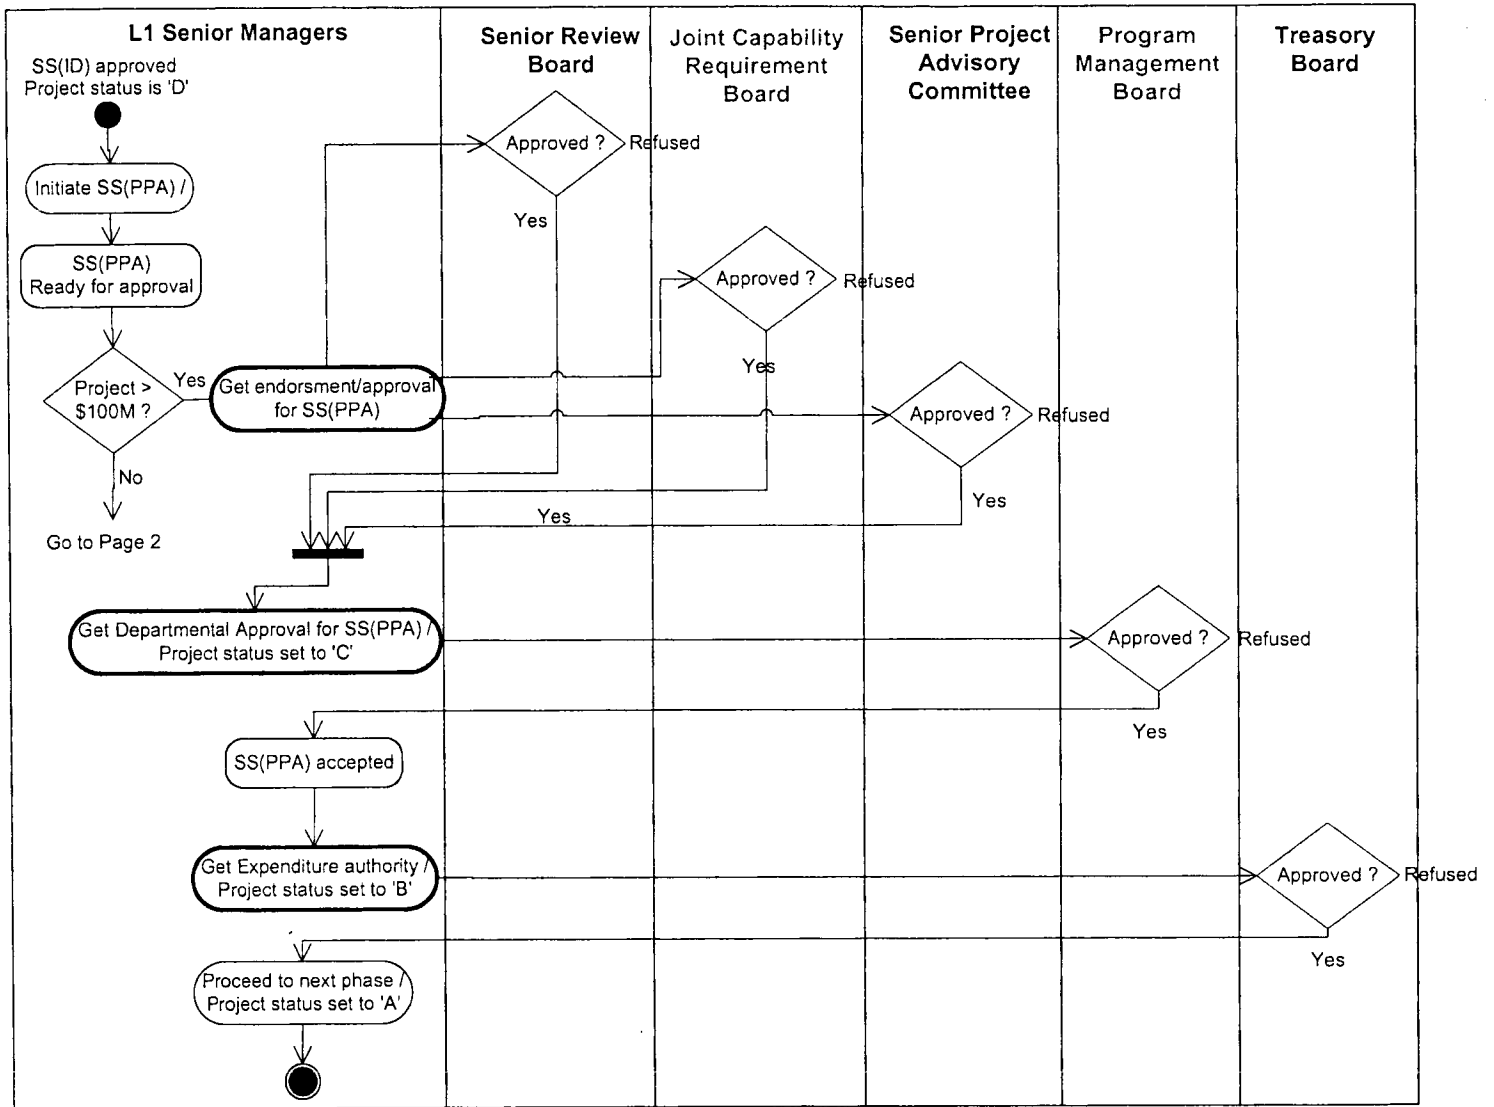 L1 Senior Managers
Senior Review
Board
Joint Capability
Requirement
Board
Senior Project
Advisory
Committee
Program
Management
Board
Treasury
Board
SS(ID) approved
Project status is 'D'
Initiate SS(PPA) /
SS(PPA)
Ready for approval
Project >
$100M ?
Yes
No
Go to Page 2
Get endorsment/approval
for SS(PPA)
Approved ?
Refused
Yes
Approved ?
Refused
Yes
Approved ?
Refused
Yes
Yes
Get Departmental Approval for SS(PPA) /
Project status set to 'C'
Approved ?
Refused
Yes
SS(PPA) accepted
Get Expenditure authority /
Project status set to 'B'
Approved ?
Refused
Yes
Proceed to next phase /
Project status set to 'A'